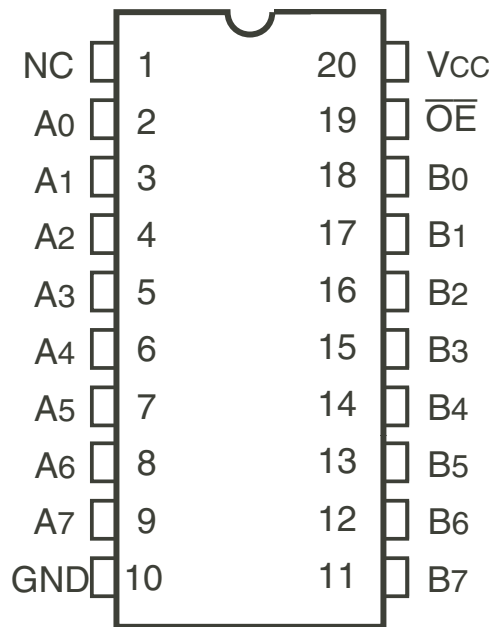 NC 1 20 VCC
A0 2 19 O̅E̅
A1 3 18 B0
A2 4 17 B1
A3 5 16 B2
A4 6 15 B3
A5 7 14 B4
A6 8 13 B5
A7 9 12 B6
GND 10 11 B7